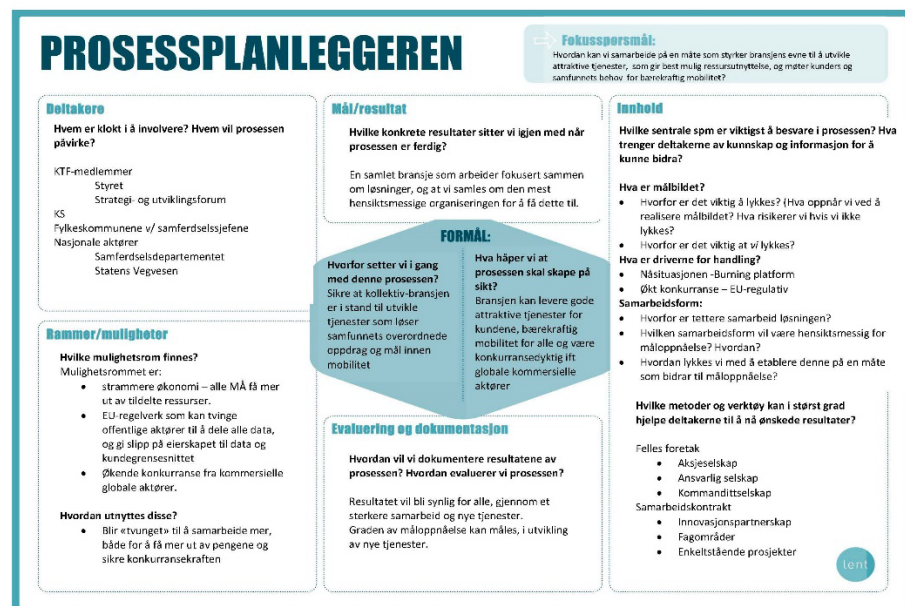 PROSESSPLANLEGGEREN
Fokusspørsmål:
Hvordan kan vi samarbeide på en måte som styrker bransjens evne til å utvikle
attraktive tjenester, som gir best mulig ressursutnyttelse, og møter kunders og
samfunnets behov for bærekraftig mobilitet?
Deltakere
Hvem er klokt i å involvere? Hvem vil prosessen
påvirke?
KTF-medlemmer
Styret
Strategi- og utviklingsforum
KS
Fylkeskommunene v/ samferdselssjefene
Nasjonale aktører
Samferdselsdepartementet
Statens Vegvesen
Rammer/muligheter
Hvilke mulighetsrom finnes?
Mulighetsrommet er:
• strammere økonomi – alle MÅ få mer
ut av tildelte ressurser.
• EU-regelverk som kan tvinge
offentlige aktører til å dele alle data,
og gi slipp på eierskapet til data og
kundegrensesnittet
• Økende konkurranse fra kommersielle
globale aktører.
Hvordan utnyttes disse?
• Blir «tvunget» til å samarbeide mer,
både for å få mer ut av pengene og
sikre konkurransekraften
Mål/resultat
Hvilke konkrete resultater sitter vi igjen med når
prosessen er ferdig?
En samlet bransje som arbeider fokusert sammen
om løsninger, og at vi samles om den mest
hensiktsmessige organiseringen for å få dette til.
FORMÅL:
Hvorfor setter vi i gang
med denne prosessen?
Sikre at kollektiv-bransjen
er i stand til utvikle
tjenester som løser
samfunnets overordnede
oppdrag og mål innen
mobilitet
Hva håper vi at
prosessen skal skape på
sikt?
Bransjen kan levere gode
attraktive tjenester for
kundene, bærekraftig
mobilitet for alle og være
konkurransedyktig ift
globale kommersielle
aktører
Evaluering og dokumentasjon
Hvordan vil vi dokumentere resultatene av
prosessen? Hvordan evaluerer vi prosessen?
Resultatet vil bli synlig for alle, gjennom et
sterkere samarbeid og nye tjenester.
Graden av måloppnåelse kan måles, i utvikling
av nye tjenester.
Innhold
Hvilke sentrale spm er viktigst å besvare i prosessen? Hva
trenger deltakerne av kunnskap og informasjon for å
kunne bidra?
Hva er målbildet?
• Hvorfor er det viktig å lykkes? (Hva oppnår vi ved å
realisere målbildet? Hva risikerer vi hvis vi ikke
lykkes?
• Hvorfor er det viktig at vi lykkes?
Hva er driverne for handling?
• Nåsituasjonen -Burning platform
• Økt konkurranse – EU-regulativ
Samarbeidsform:
• Hvorfor er tettere samarbeid løsningen?
• Hvilken samarbeidsform vil være hensiktsmessig for
måloppnåelse? Hvordan?
• Hvordan lykkes vi med å etablere denne på en måte
som bidrar til måloppnåelse?
Hvilke metoder og verktøy kan i størst grad
hjelpe deltakerne til å nå ønskede resultater?
Felles foretak
• Aksjeselskap
• Ansvarlig selskap
• Kommandittselskap
Samarbeidskontrakt
• Innovasjonspartnerskap
• Fagområder
• Enkeltstående prosjekter
lent